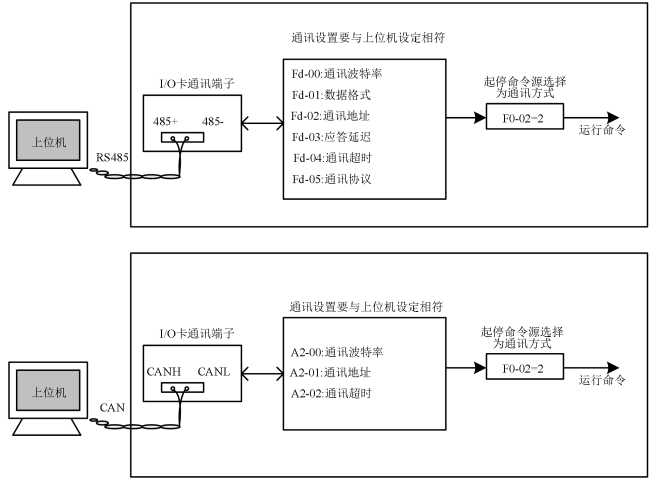 通讯设置要与上位机设定相符
I/O卡通讯端子
485+ 485-
上位机
RS485
Fd-00:通讯波特率
Fd-01:数据格式
Fd-02:通讯地址
Fd-03:应答延迟
Fd-04:通讯超时
Fd-05:通讯协议
起停命令源选择
为通讯方式
F0-02=2
运行命令
通讯设置要与上位机设定相符
I/O卡通讯端子
CANH CANL
上位机
CAN
A2-00:通讯波特率
A2-01:通讯地址
A2-02:通讯超时
起停命令源选择
为通讯方式
F0-02=2
运行命令